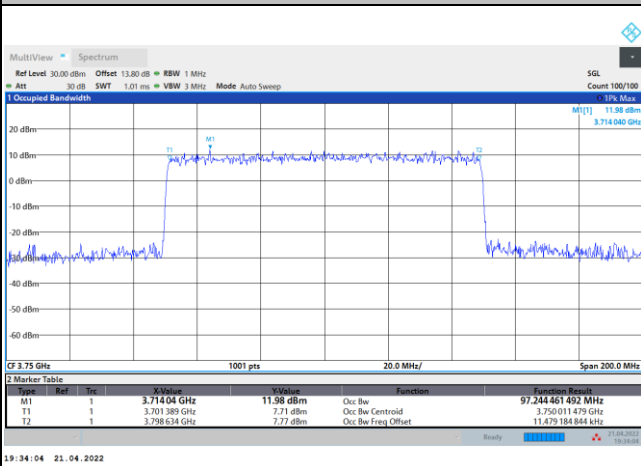 MultiView Spectrum
Ref Level 30.00 dBm Offset 13.80 dB RBW 1 MHz SGL
Att 30 dB SWT 1.01 ms VBW 3 MHz Mode Auto Sweep Count 100/100
1 Occupied Bandwidth 1Pk Max
M1[1] 11.98 dBm
3.714 040 GHz
20 dBm
M1
T1 T2
10 dBm
0 dBm
-10 dBm
-20 dBm
-30 dBm
-40 dBm
-50 dBm
-60 dBm
CF 3.75 GHz 1001 pts 20.0 MHz/ Span 200.0 MHz
2 Marker Table
Type Ref Trc X-Value Y-Value Function Function Result
M1 1 3.714 04 GHz 11.98 dBm Occ Bw 97.244 461 492 MHz
T1 1 3.701 389 GHz 7.71 dBm Occ Bw Centroid 3.750 011 479 GHz
T2 1 3.798 634 GHz 7.77 dBm Occ Bw Freq Offset 11.479 184 844 kHz
Ready 21.04.2022
19:34:04
19:34:04 21.04.2022